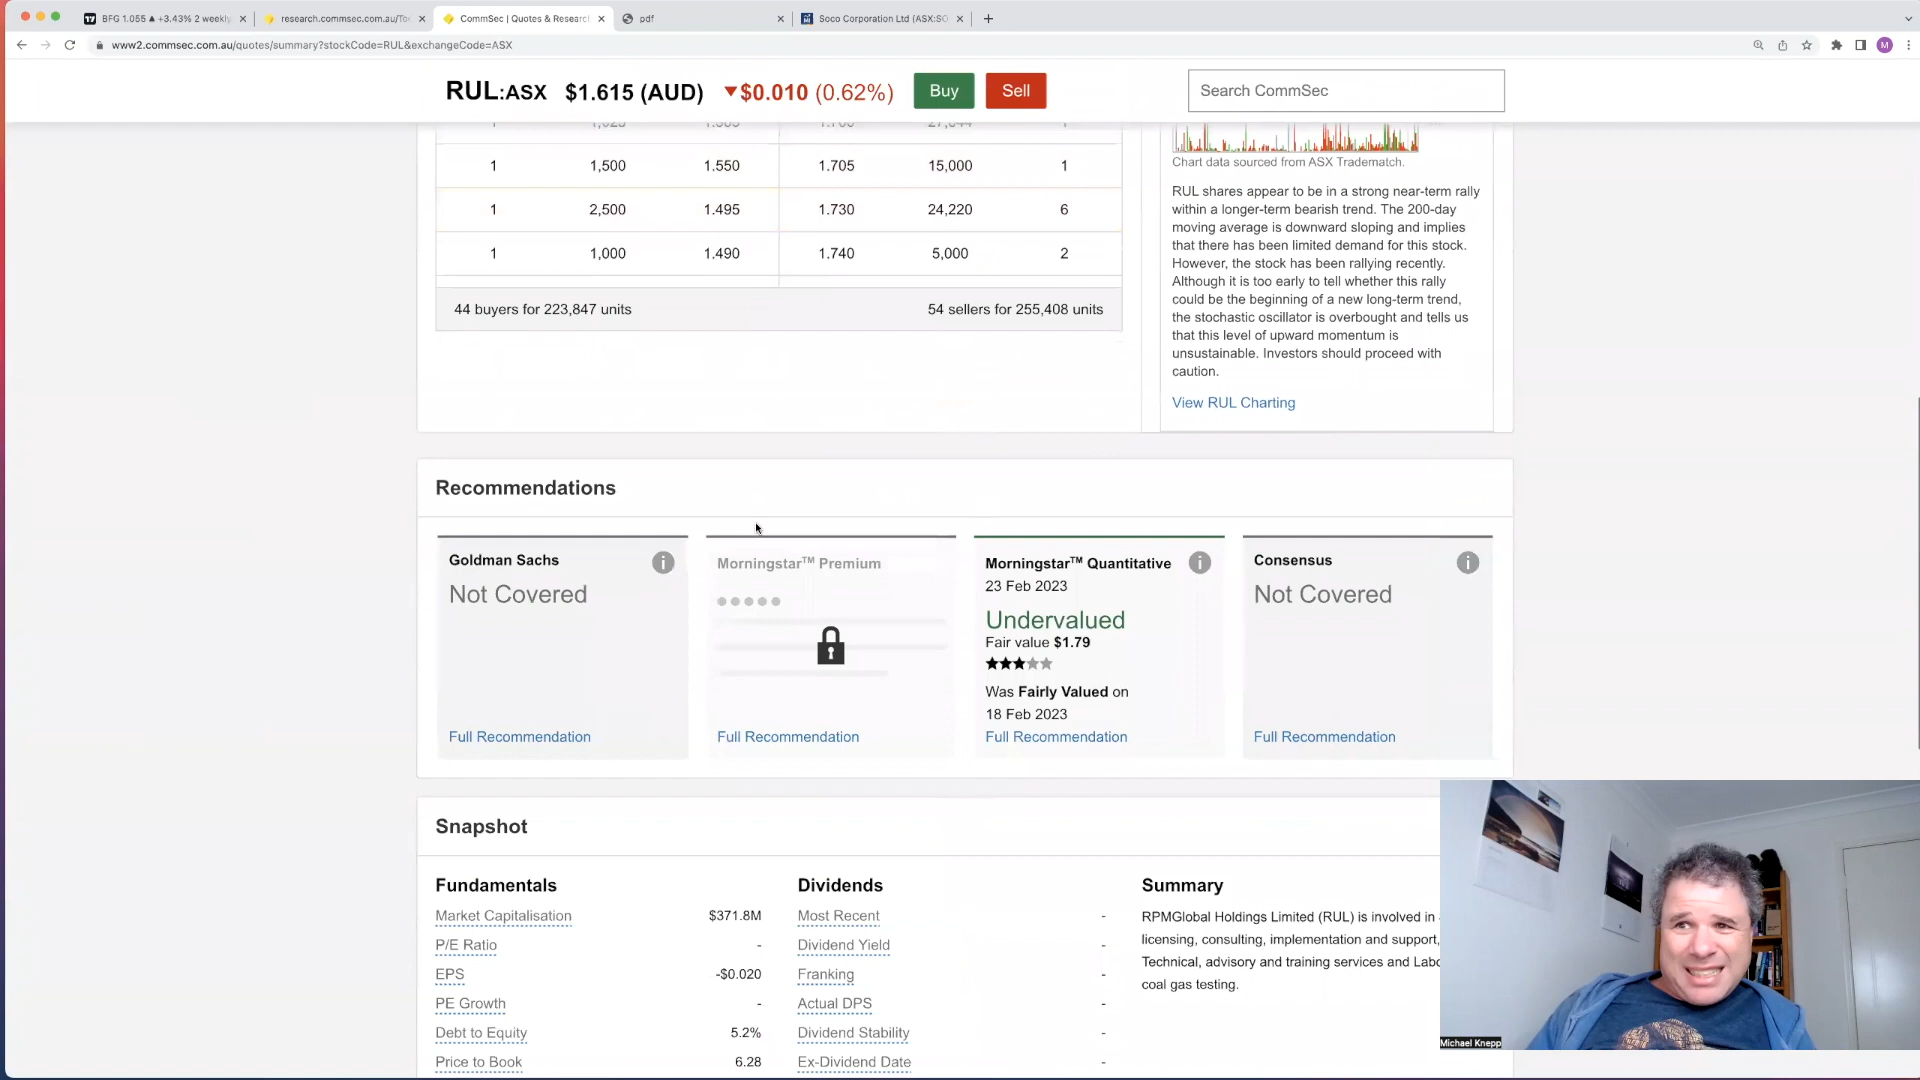 BFG 1.055 ▲ +3.43% 2 weekly
research.commsec.com.au/To
CommSec | Quotes & Research
pdf
Soco Corporation Ltd (ASX:SO
www2.commsec.com.au/quotes/summary?stockCode=RUL&exchangeCode=ASX
M
RUL:ASX $1.615 (AUD) ▼$0.010 (0.62%) Buy Sell
Search CommSec
1 1,500 1.550 1.705 15,000 1
1 2,500 1.495 1.730 24,220 6
1 1,000 1.490 1.740 5,000 2
44 buyers for 223,847 units 54 sellers for 255,408 units
Chart data sourced from ASX Tradematch.
RUL shares appear to be in a strong near-term rally
within a longer-term bearish trend. The 200-day
moving average is downward sloping and implies
that there has been limited demand for this stock.
However, the stock has been rallying recently.
Although it is too early to tell whether this rally
could be the beginning of a new long-term trend,
the stochastic oscillator is overbought and tells us
that this level of upward momentum is
unsustainable. Investors should proceed with
caution.
View RUL Charting
Recommendations
Goldman Sachs
Not Covered
Full Recommendation
Morningstar™ Premium
Full Recommendation
Morningstar™ Quantitative
23 Feb 2023
Undervalued
Fair value $1.79
★★★★★
Was Fairly Valued on
18 Feb 2023
Full Recommendation
Consensus
Not Covered
Full Recommendation
Snapshot
Fundamentals
Market Capitalisation $371.8M
P/E Ratio -
EPS -$0.020
PE Growth -
Debt to Equity 5.2%
Price to Book 6.28
Dividends
Most Recent -
Dividend Yield -
Franking -
Actual DPS -
Dividend Stability -
Ex-Dividend Date -
Summary
RPMGlobal Holdings Limited (RUL) is involved in
licensing, consulting, implementation and support,
Technical, advisory and training services and Labo
coal gas testing.
Michael Knepp